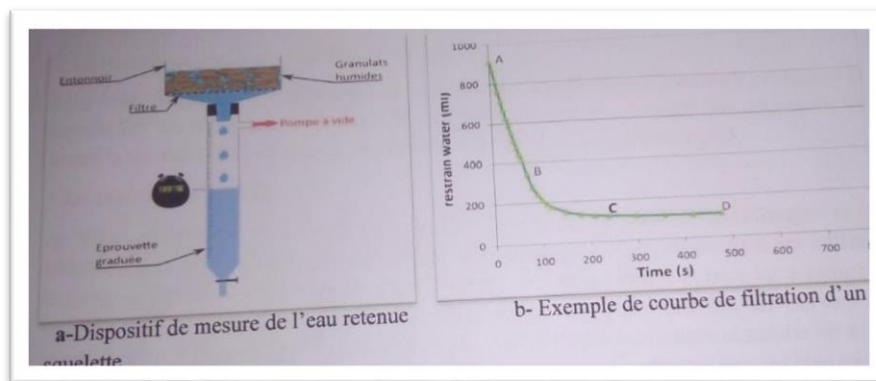 Entonnoir
Granulats
humides
Filtre
Pompe à vide
Eprouvette
graduée
a-Dispositif de mesure de l'eau retenue
squelette
1000
800
600
400
200
0
restrain water (ml)
A
B
C
D
0 100 200 300 400 500 600 700
Time (s)
b- Exemple de courbe de filtration d'un